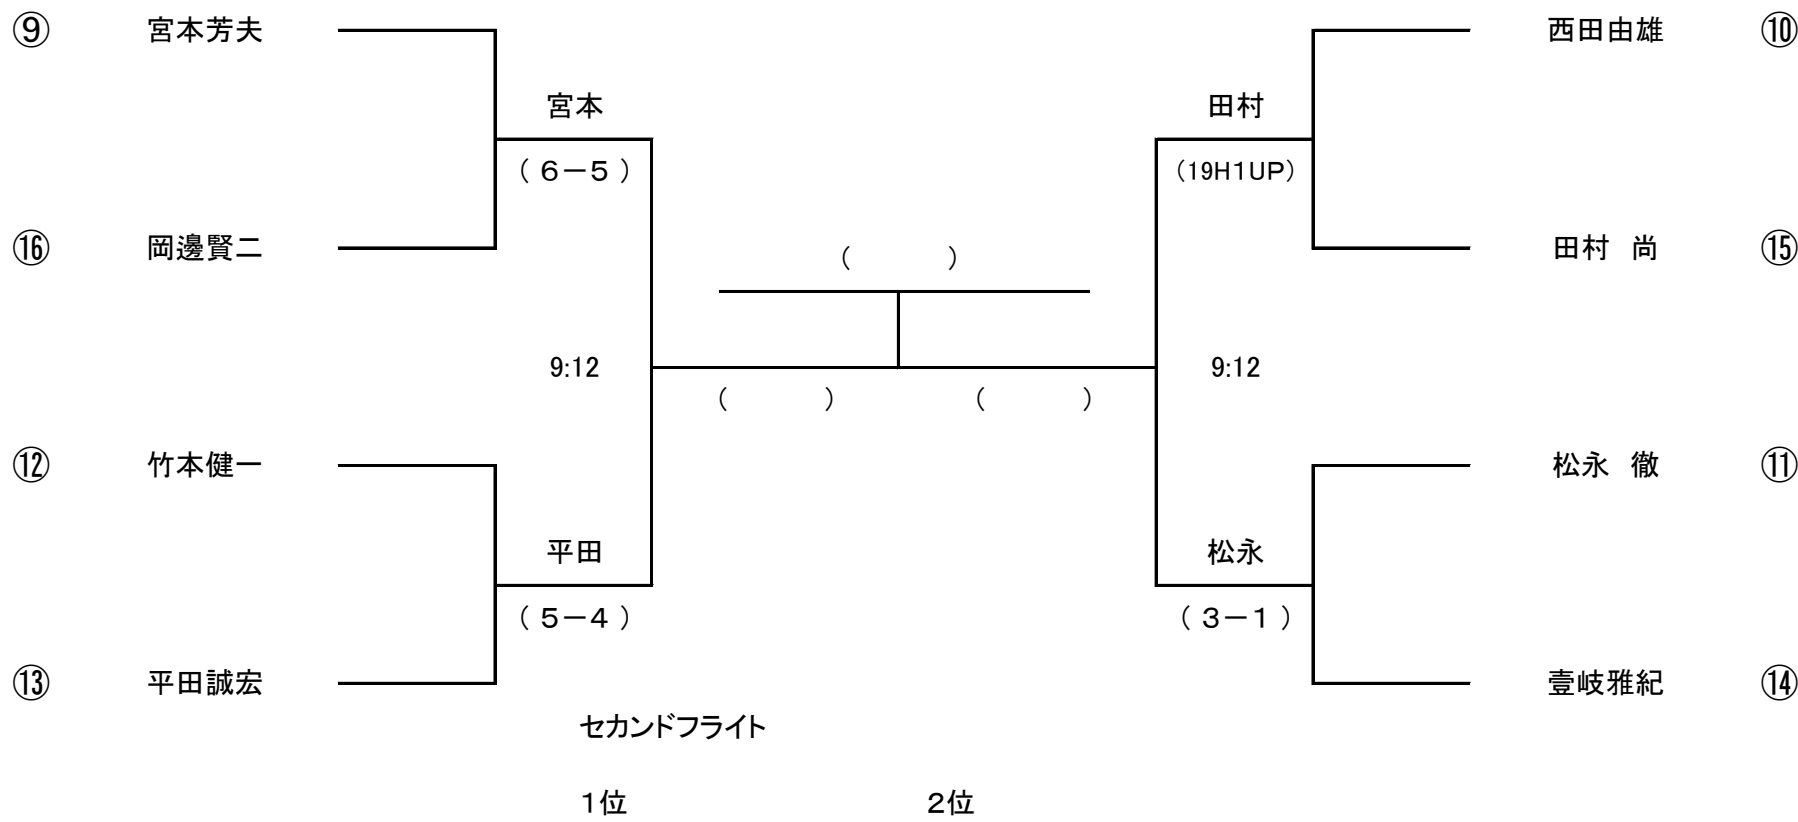 ⑨ 宮本芳夫 西田由雄 ⑩
宮本 田村
（ ６－５ ） （19H1UP）
⑯ 岡邊賢二 田村　尚 ⑮
（　　　）
9:12 9:12
（　　　） （　　　）
⑫ 竹本健一 松永　徹 ⑪
平田 松永
（ ５－４ ） （ ３－１ ）
⑬ 平田誠宏 壹岐雅紀 ⑭
セカンドフライト
１位 ２位